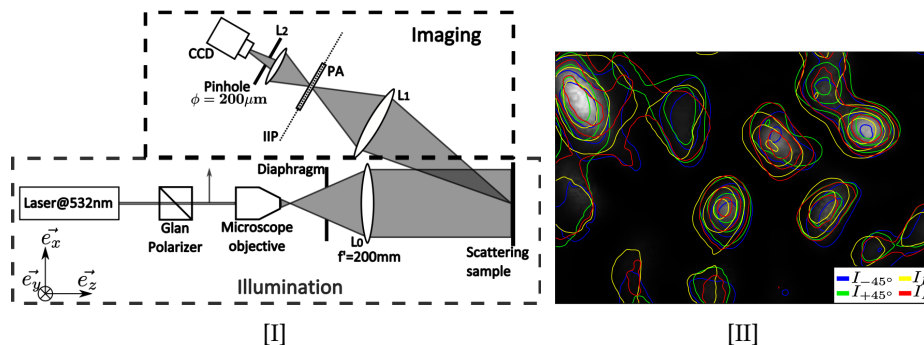 Imaging
CCD
L2
Pinhole
ϕ = 200μm
PA
L1
IIP
Diaphragm
Laser@532nm
Glan
Polarizer
Microscope
objective
L0
f'=200mm
Scattering
sample
e⃗x
e⃗y
e⃗z
Illumination
I−45°
I+45°
[I]
[II]